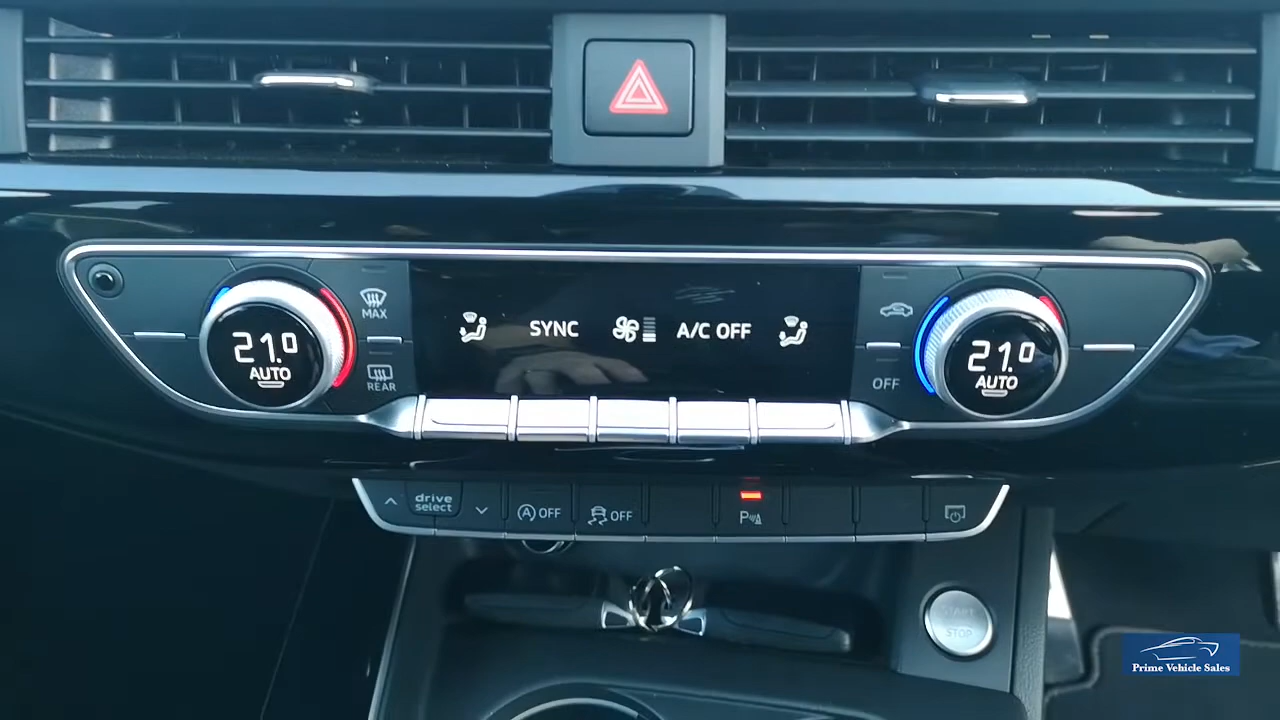 MAX
SYNC
A/C OFF
21.0
AUTO
REAR
21.0
AUTO
OFF
drive
select
A OFF
OFF
P
START
STOP
Prime Vehicle Sales